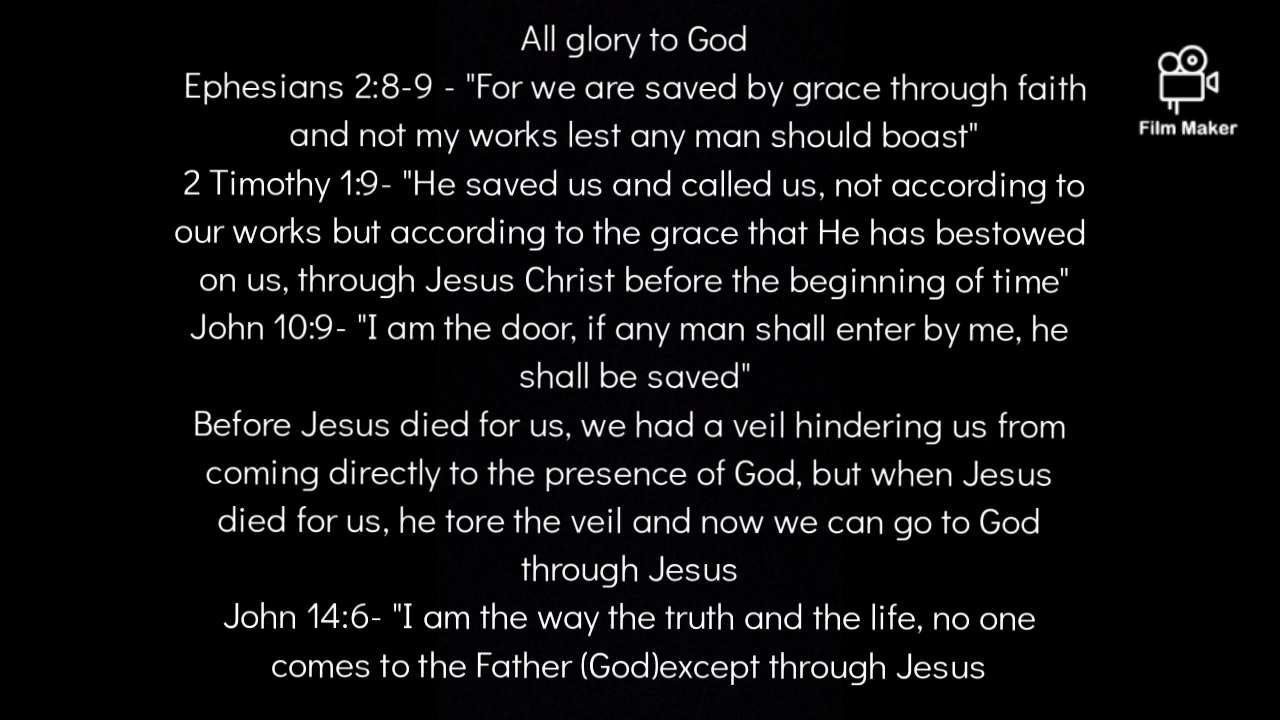 All glory to God
Ephesians 2:8-9 - "For we are saved by grace through faith
and not my works lest any man should boast"
2 Timothy 1:9- "He saved us and called us, not according to
our works but according to the grace that He has bestowed
on us, through Jesus Christ before the beginning of time"
John 10:9- "I am the door, if any man shall enter by me, he
shall be saved"
Before Jesus died for us, we had a veil hindering us from
coming directly to the presence of God, but when Jesus
died for us, he tore the veil and now we can go to God
through Jesus
John 14:6- "I am the way the truth and the life, no one
comes to the Father (God)except through Jesus
Film Maker